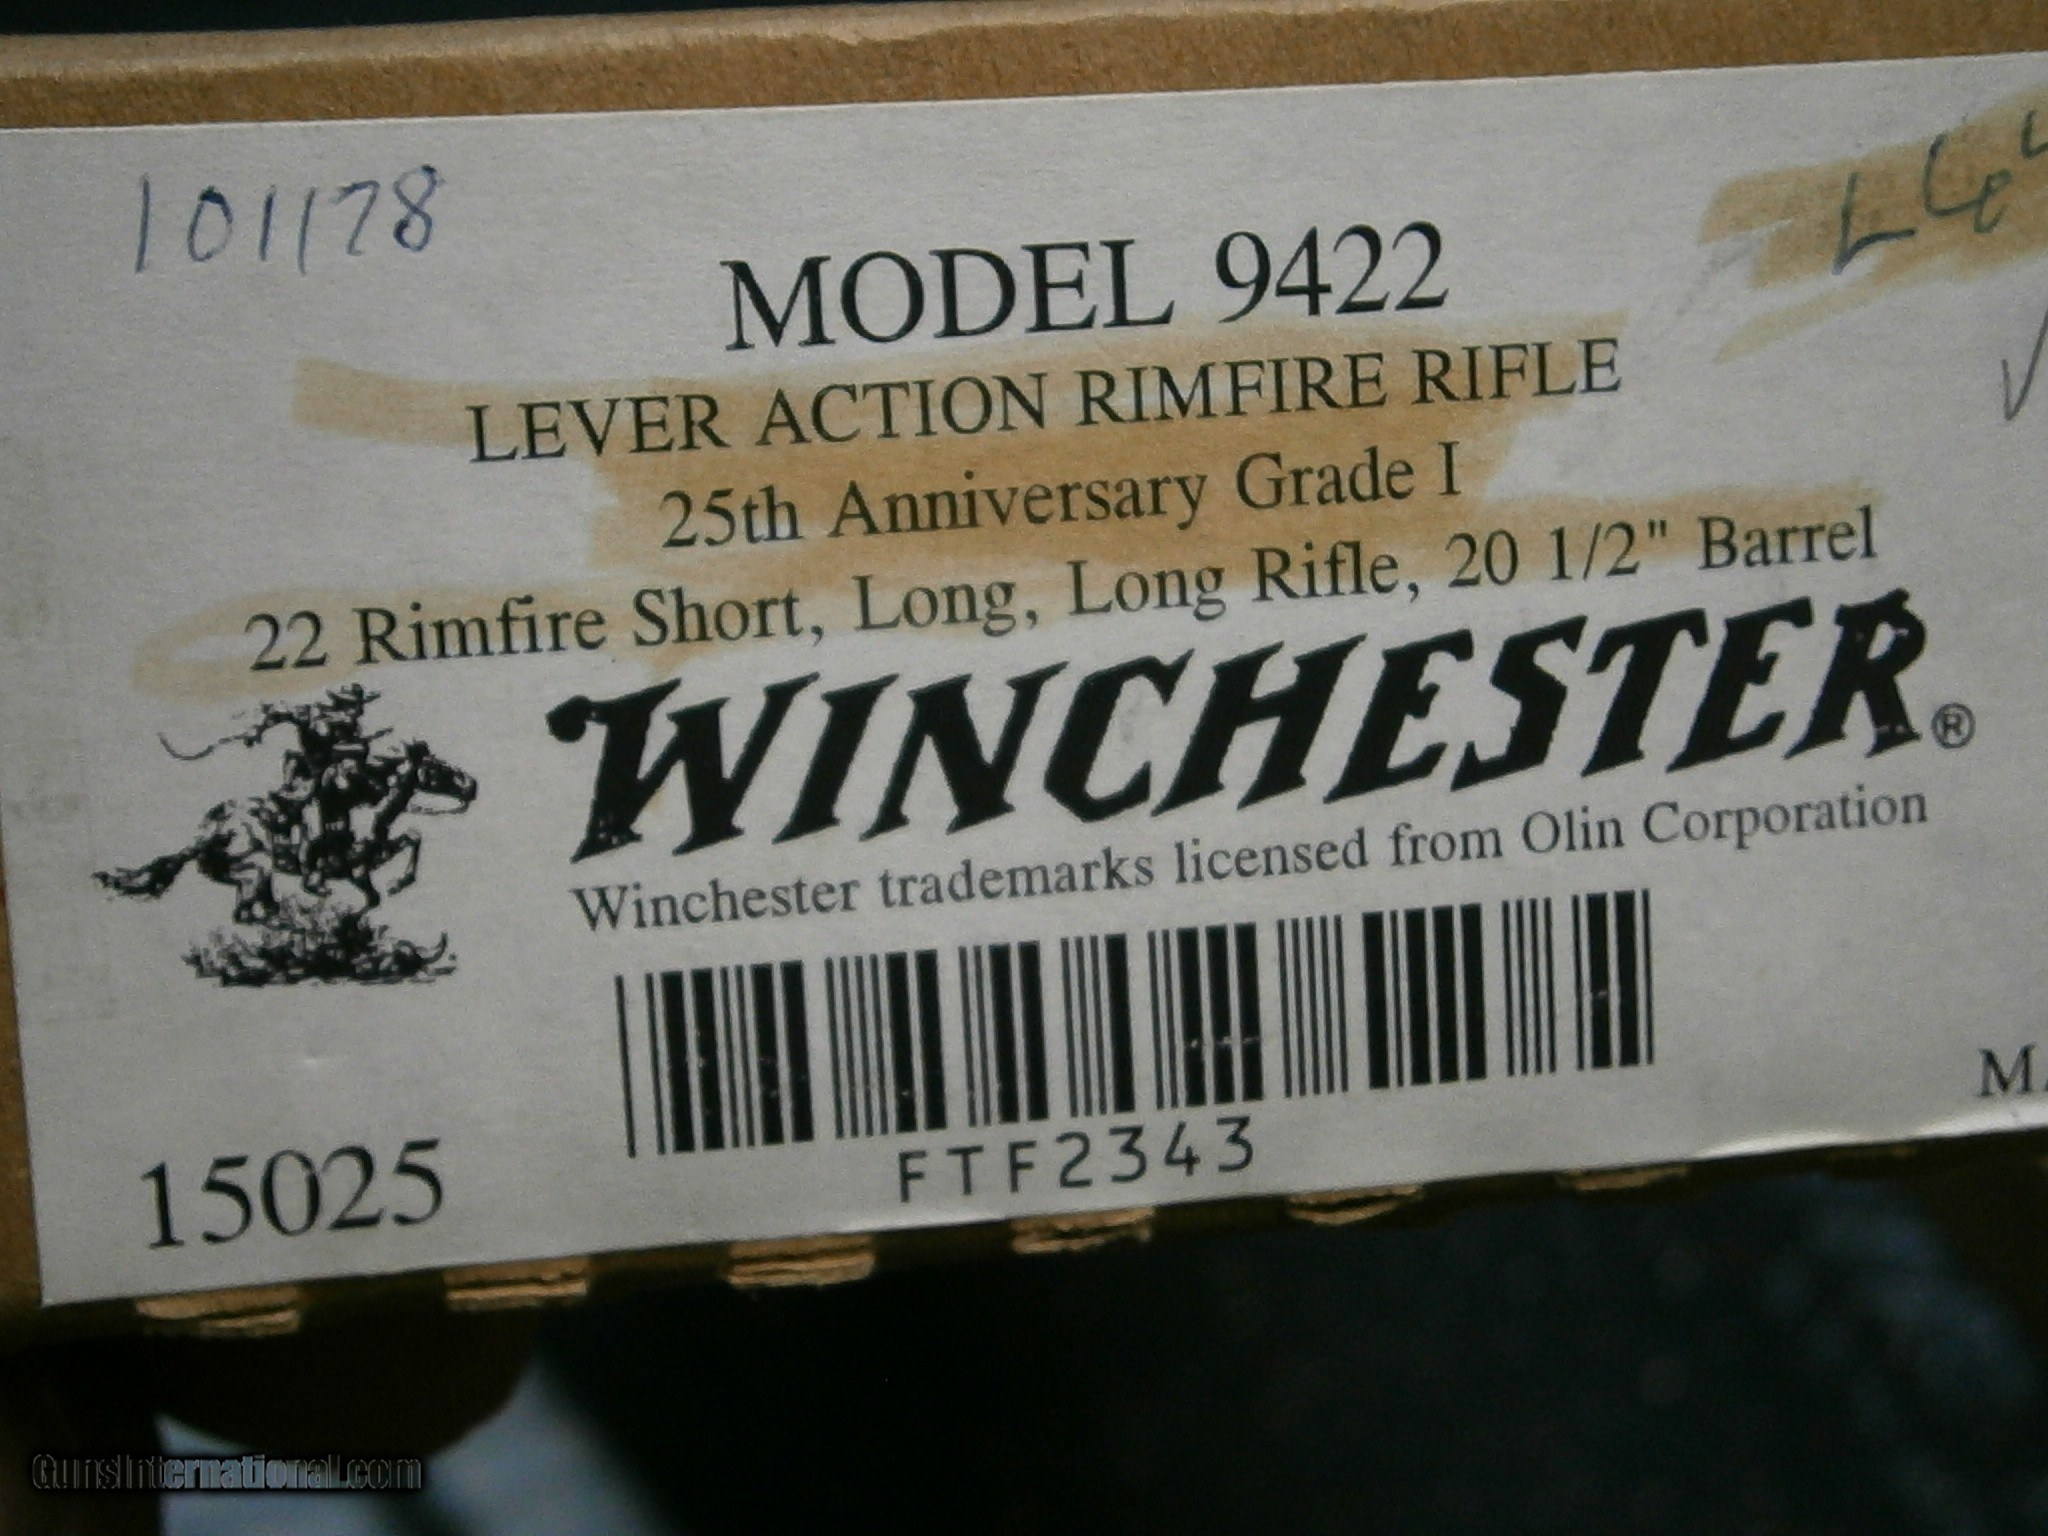 101178
MODEL 9422
LEVER ACTION RIMFIRE RIFLE
25th Anniversary Grade I
22 Rimfire Short, Long, Long Rifle, 20 1/2" Barrel
WINCHESTER®
Winchester trademarks licensed from Olin Corporation
FTF2343
15025
GunsInternational.com